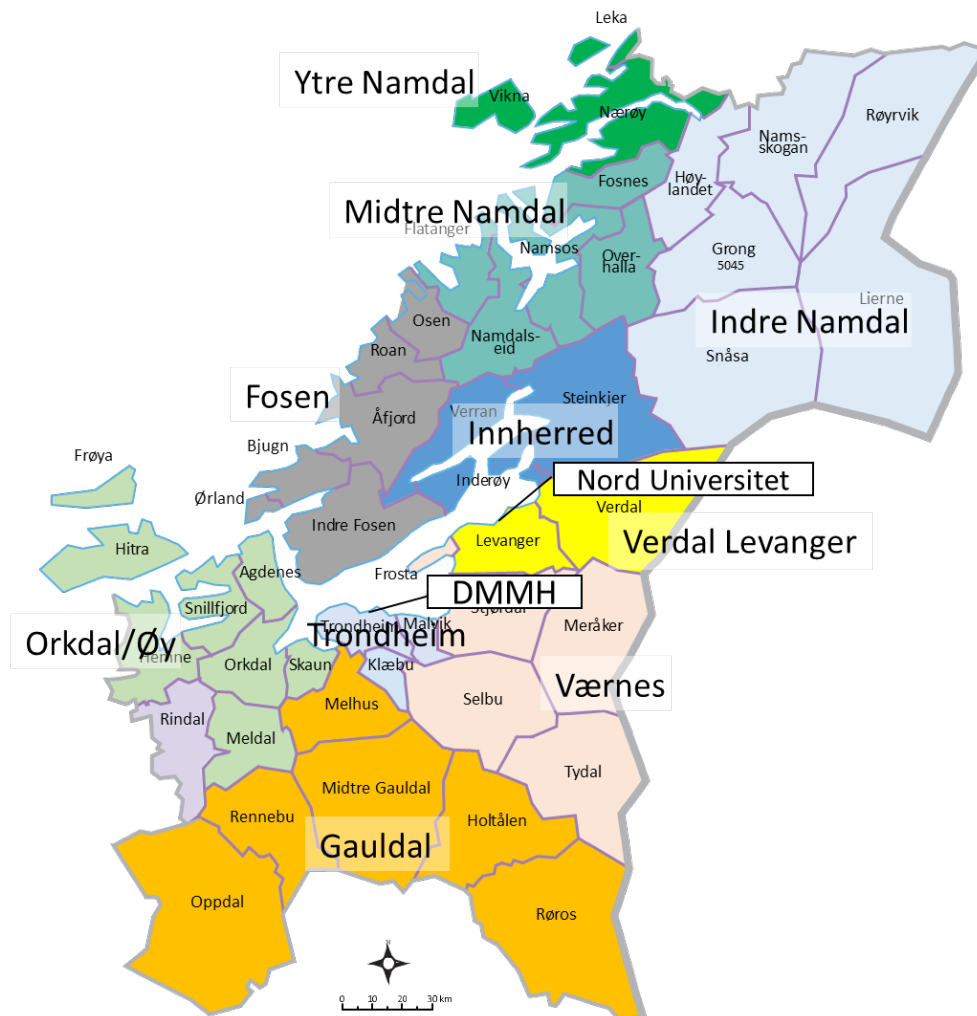 Leka
Ytre Namdal
Vikna
Nærøy
Røyrvik
Nams-
skogan
Fosnes
Høy-
landet
Midtre Namdal
Flatanger
Namsos
Over-
halla
Grong
5045
Lierne
Indre Namdal
Osen
Namdals-
eid
Roan
Snåsa
Fosen
Åfjord
Verran
Steinkjer
Innherred
Bjugn
Frøya
Inderøy
Nord Universitet
Ørland
Verdal
Indre Fosen
Levanger
Verdal Levanger
Hitra
Agdenes
Frosta
DMMH
Snillfjord
Stjørdal
Trondheim
Malvik
Meråker
Trondheim
Orkdal/Øy
Hemne
Orkdal
Skaun
Klæbu
Værnes
Selbu
Rindal
Melhus
Meldal
Tydal
Midtre Gauldal
Rennebu
Holtålen
Gauldal
Oppdal
Røros
N
0 10 20 30 km